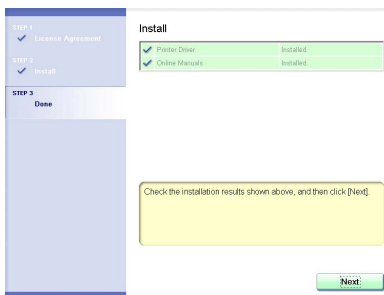 STEP 1
License Agreement
STEP 2
Install
STEP 3
Done
Install
Printer Driver Installed.
Online Manuals Installed.
Check the installation results shown above, and then click [Next].
Next